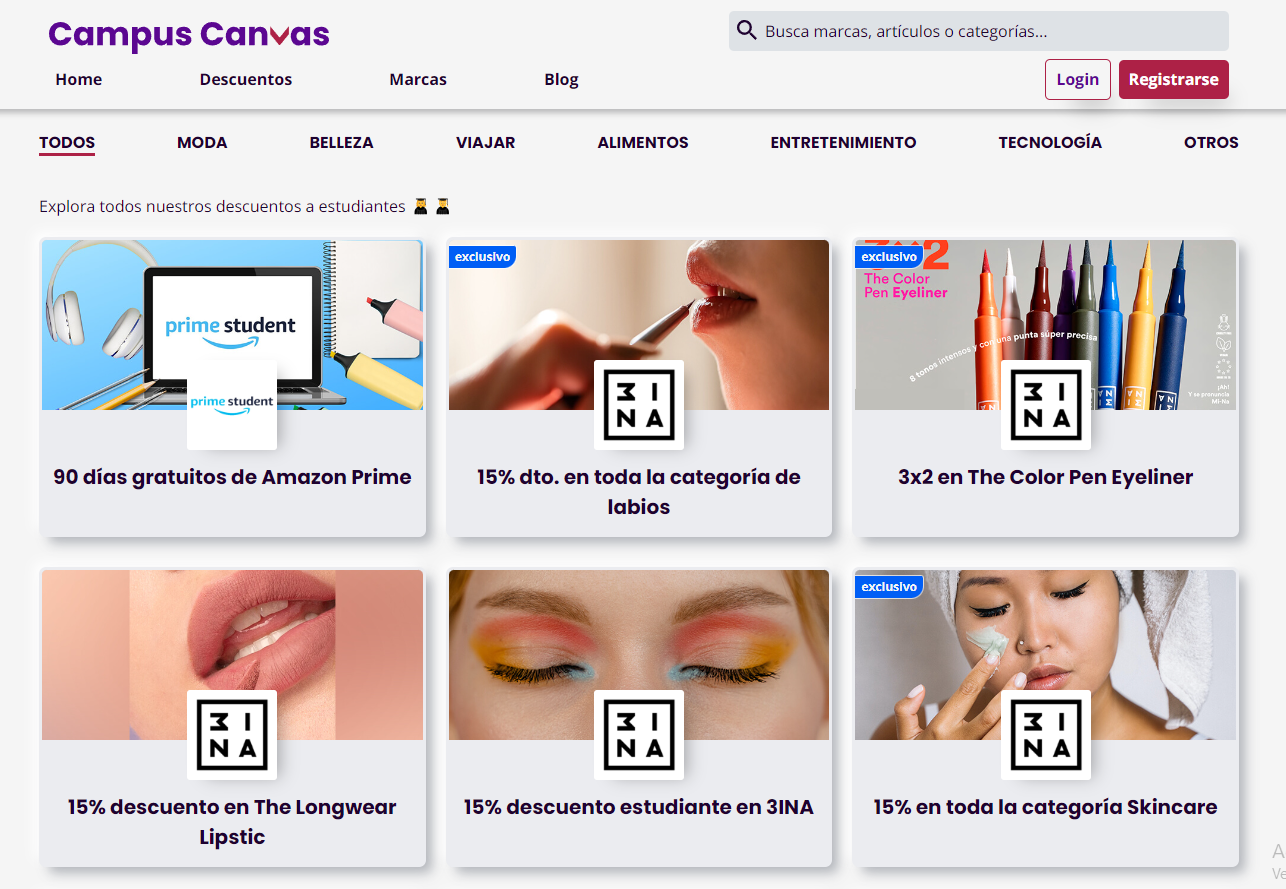 Campus Canvas
Busca marcas, artículos o categorías...
Home Descuentos Marcas Blog
Login Registrarse
TODOS MODA BELLEZA VIAJAR ALIMENTOS ENTRETENIMIENTO TECNOLOGÍA OTROS
Explora todos nuestros descuentos a estudiantes
prime student
prime student
90 días gratuitos de Amazon Prime
exclusivo
3INA
15% dto. en toda la categoría de
labios
exclusivo
3x2
The Color
Pen Eyeliner
8 tonos intensos y con una punta súper precisa
¡Ah!
Y se pronuncia
Mi-Na
3INA
3x2 en The Color Pen Eyeliner
3INA
15% descuento en The Longwear
Lipstic
3INA
15% descuento estudiante en 3INA
exclusivo
3INA
15% en toda la categoría Skincare